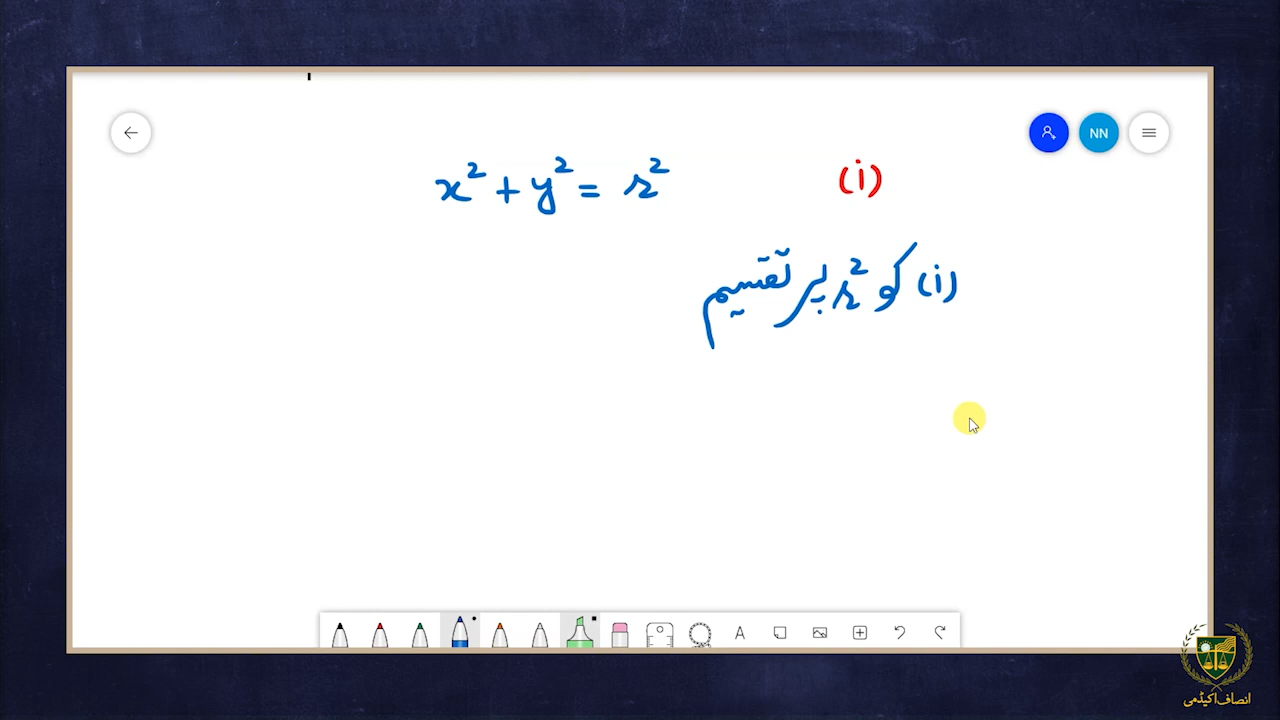 NN
x² + y² = r² (i)
(i) کو r² پر تقسیم
A
انصاف اکیڈمی